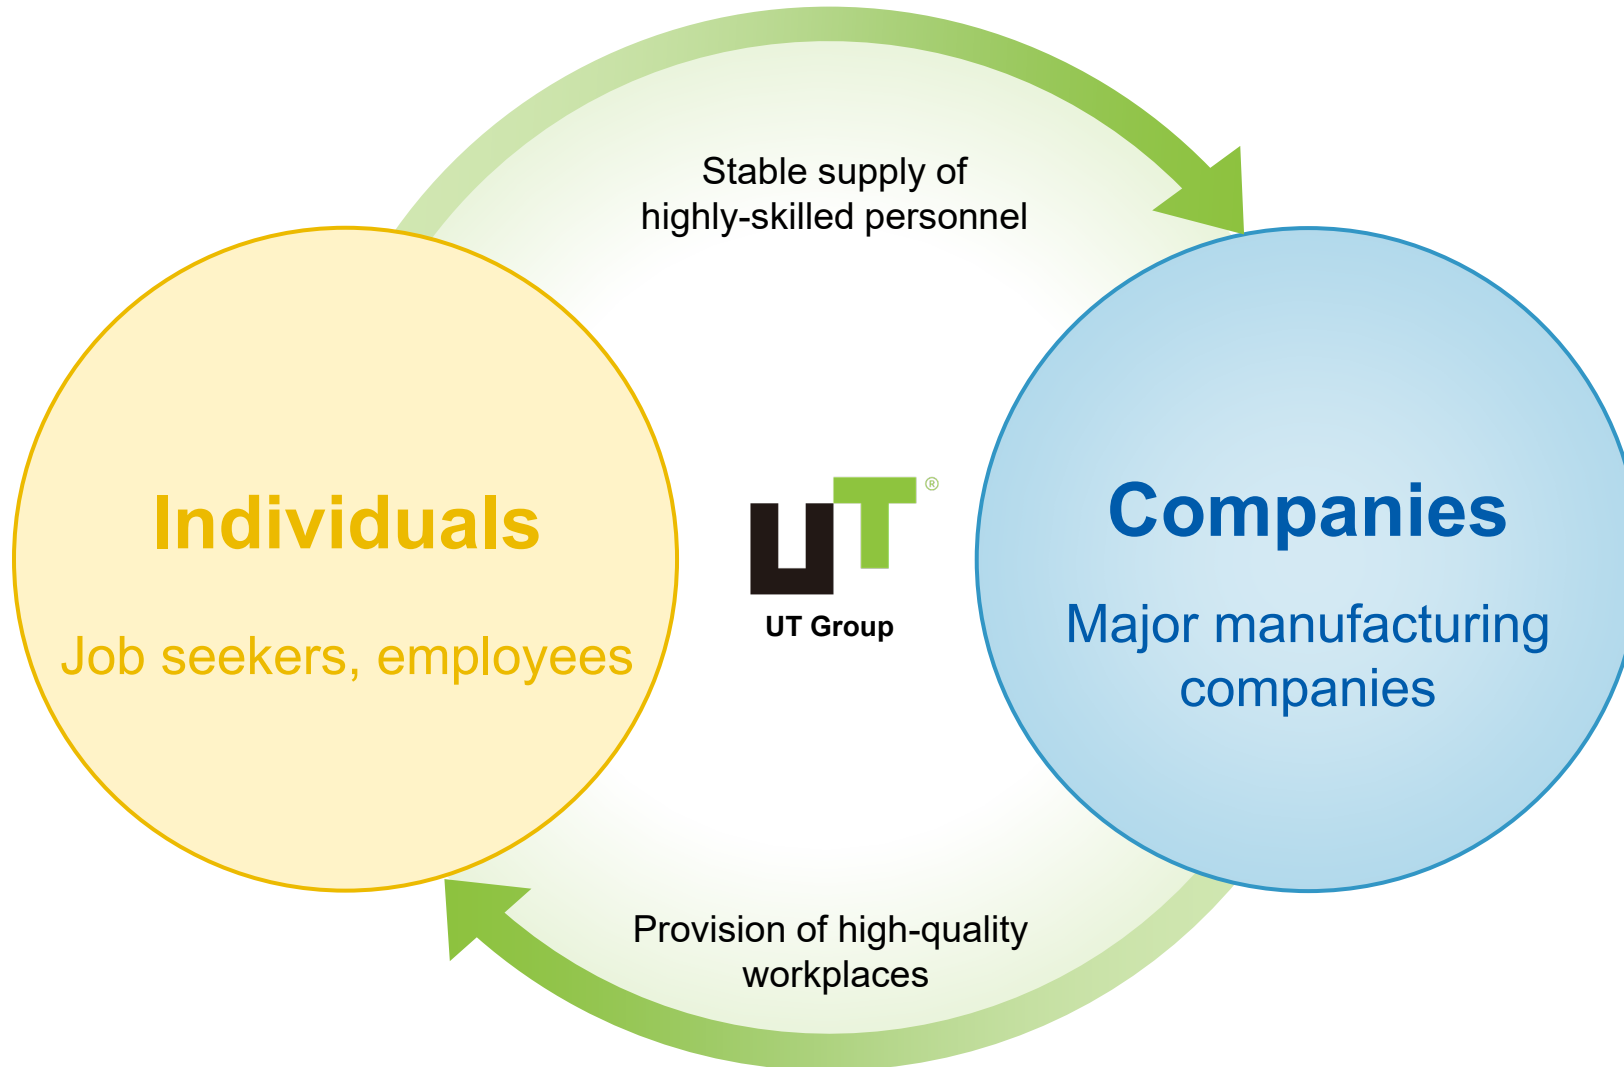 Stable supply of
highly-skilled personnel
Individuals
Job seekers, employees
UT ®
UT Group
Companies
Major manufacturing
companies
Provision of high-quality
workplaces